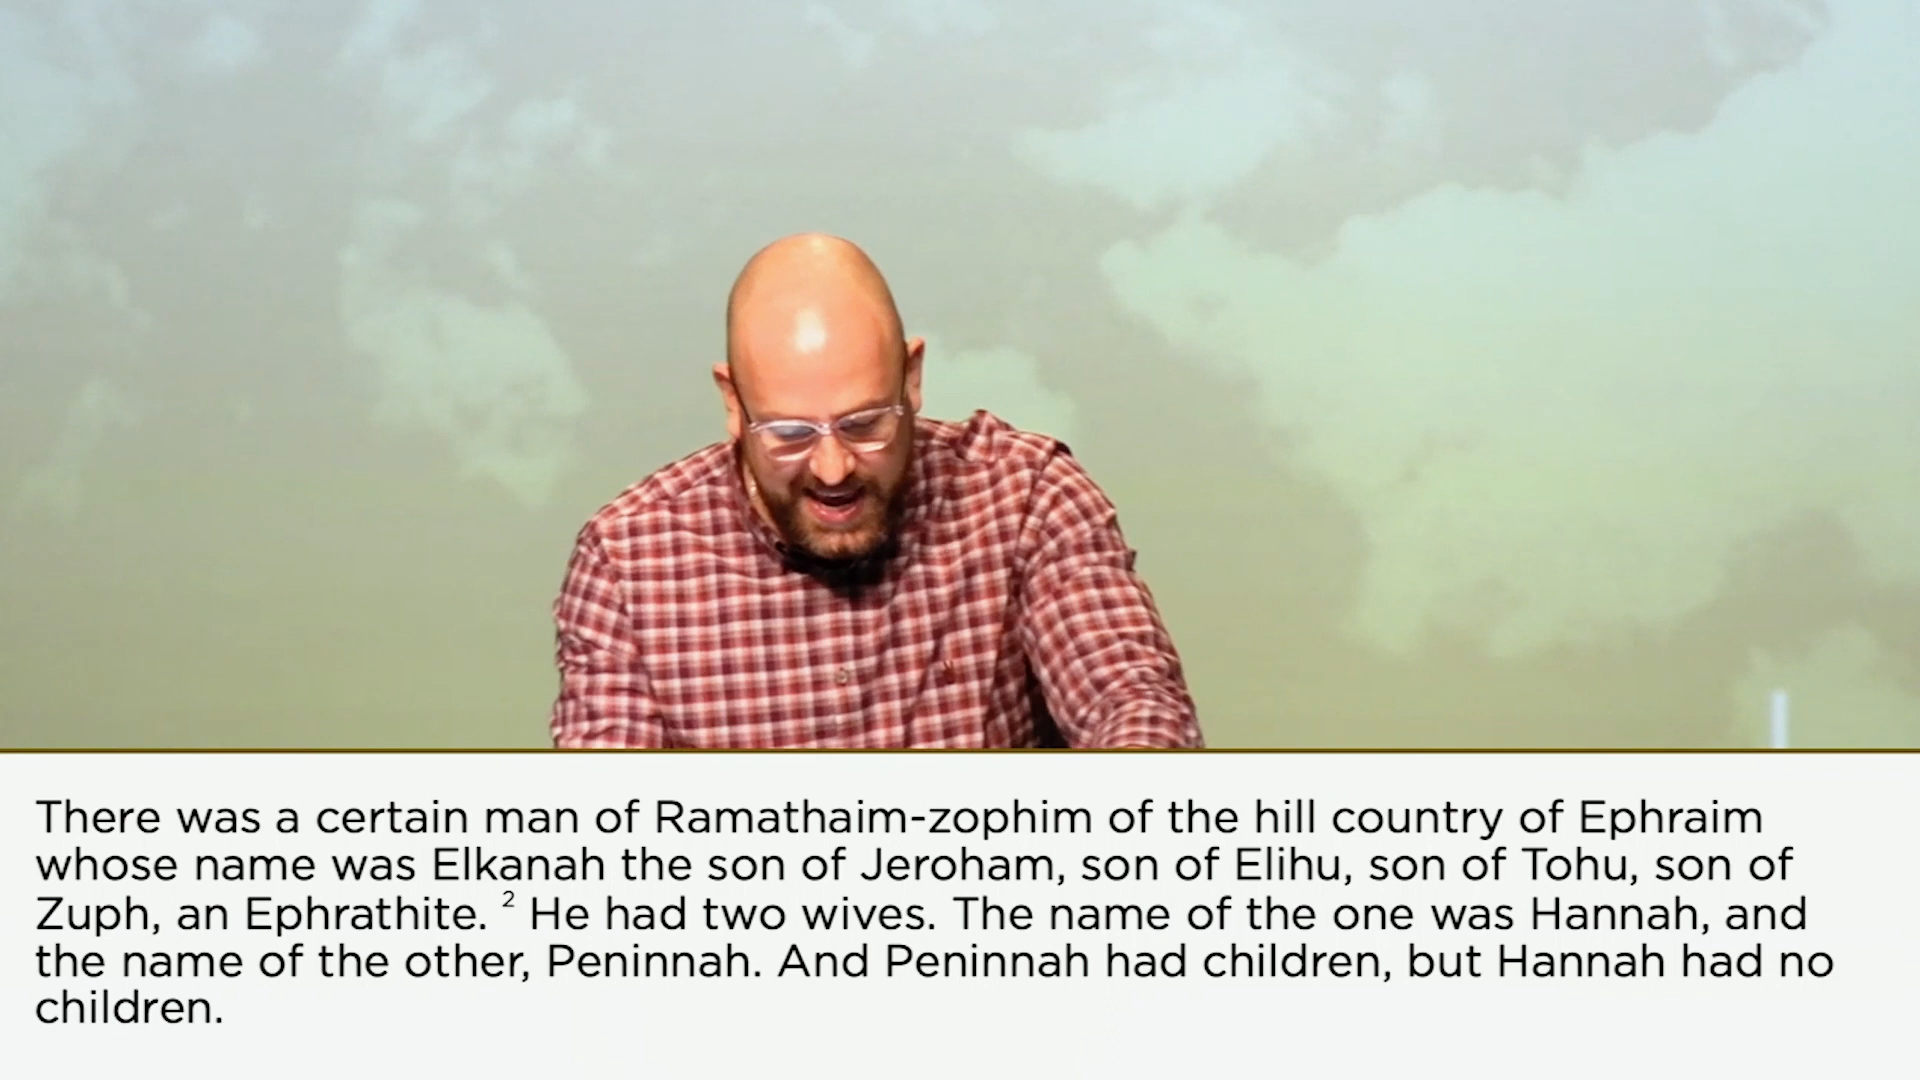 There was a certain man of Ramathaim-zophim of the hill country of Ephraim
whose name was Elkanah the son of Jeroham, son of Elihu, son of Tohu, son of
Zuph, an Ephrathite. ² He had two wives. The name of the one was Hannah, and
the name of the other, Peninnah. And Peninnah had children, but Hannah had no
children.